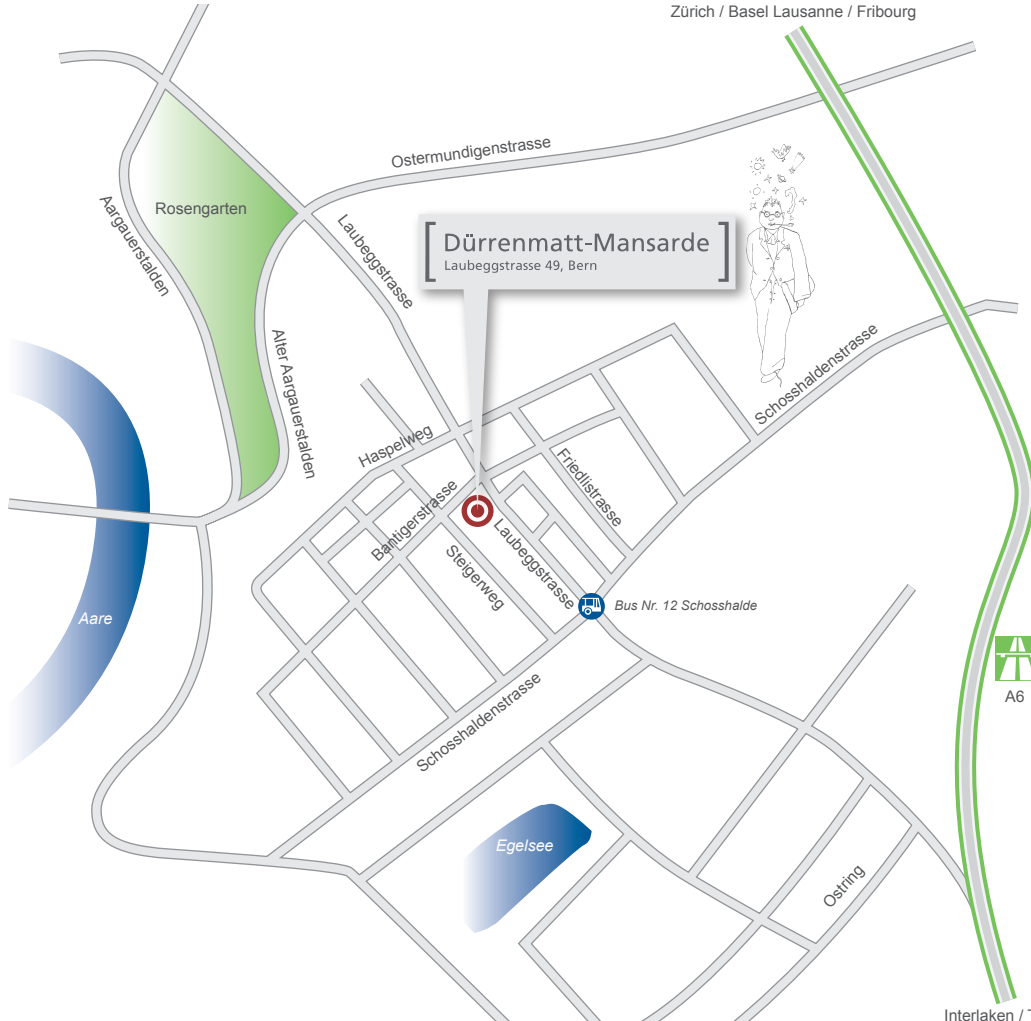 Zürich / Basel Lausanne / Fribourg
Ostermundigenstrasse
Rosengarten
Aargauerstalden
Laubeggstrasse
Dürrenmatt-Mansarde
Laubeggstrasse 49, Bern
Alter Aargauerstalden
Schosshaldenstrasse
Haspelweg
Friedlistrasse
Bantigerstrasse
Laubeggstrasse
Steigerweg
Bus Nr. 12 Schosshalde
Aare
A6
Schosshaldenstrasse
Egelsee
Ostring
Interlaken /